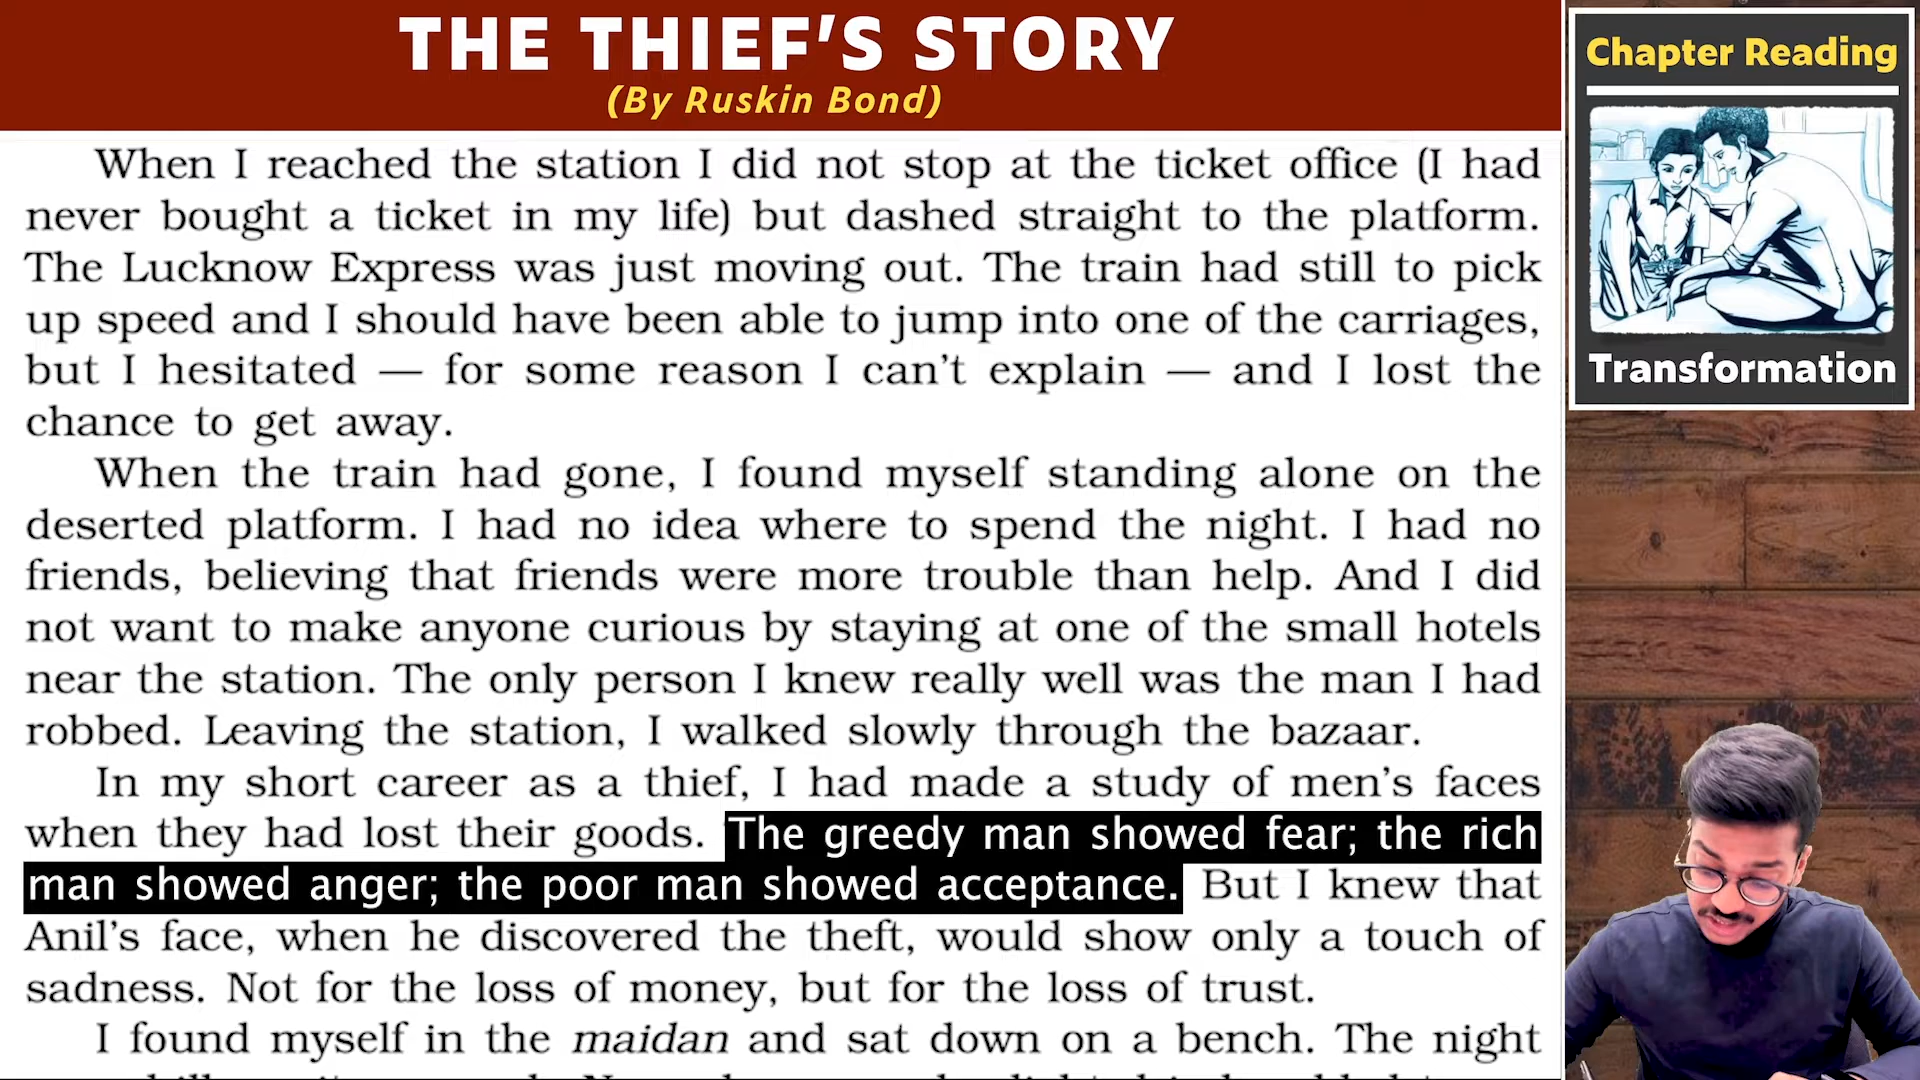 THE THIEF'S STORY
(By Ruskin Bond)
When I reached the station I did not stop at the ticket office (I had
never bought a ticket in my life) but dashed straight to the platform.
The Lucknow Express was just moving out. The train had still to pick
up speed and I should have been able to jump into one of the carriages,
but I hesitated — for some reason I can't explain — and I lost the
chance to get away.
When the train had gone, I found myself standing alone on the
deserted platform. I had no idea where to spend the night. I had no
friends, believing that friends were more trouble than help. And I did
not want to make anyone curious by staying at one of the small hotels
near the station. The only person I knew really well was the man I had
robbed. Leaving the station, I walked slowly through the bazaar.
In my short career as a thief, I had made a study of men's faces
when they had lost their goods. The greedy man showed fear; the rich
man showed anger; the poor man showed acceptance. But I knew that
Anil's face, when he discovered the theft, would show only a touch of
sadness. Not for the loss of money, but for the loss of trust.
I found myself in the maidan and sat down on a bench. The night
Chapter Reading
Transformation